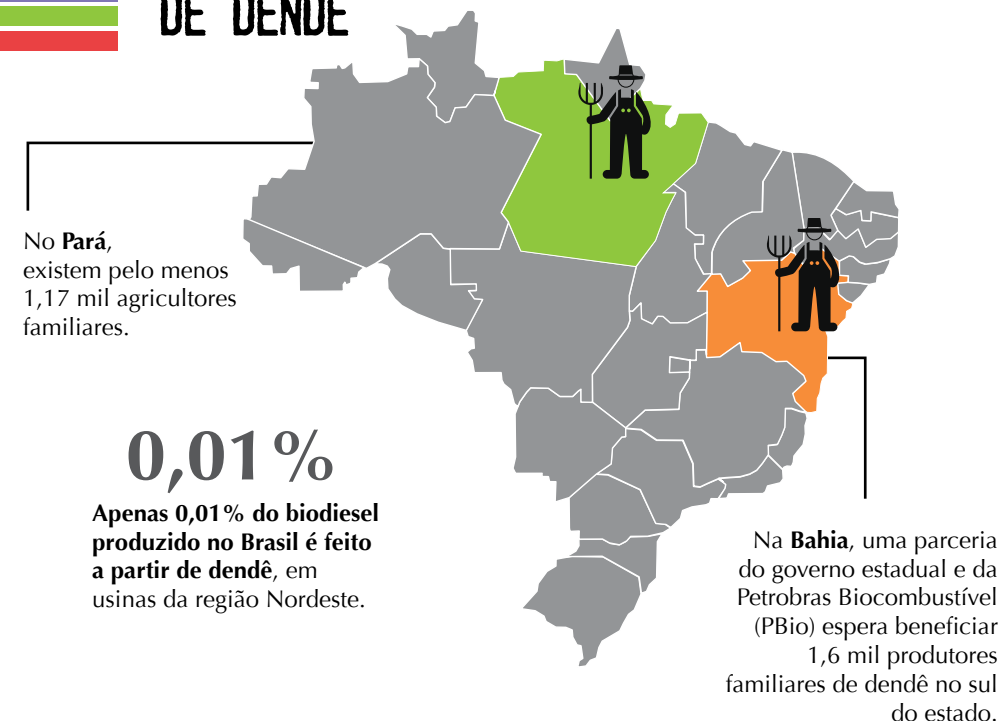 DE DENDÊ
No Pará,
existem pelo menos
1,17 mil agricultores
familiares.
0,01%
Apenas 0,01% do biodiesel
produzido no Brasil é feito
a partir de dendê, em
usinas da região Nordeste.
Na Bahia, uma parceria
do governo estadual e da
Petrobras Biocombustível
(PBio) espera beneficiar
1,6 mil produtores
familiares de dendê no sul
do estado.